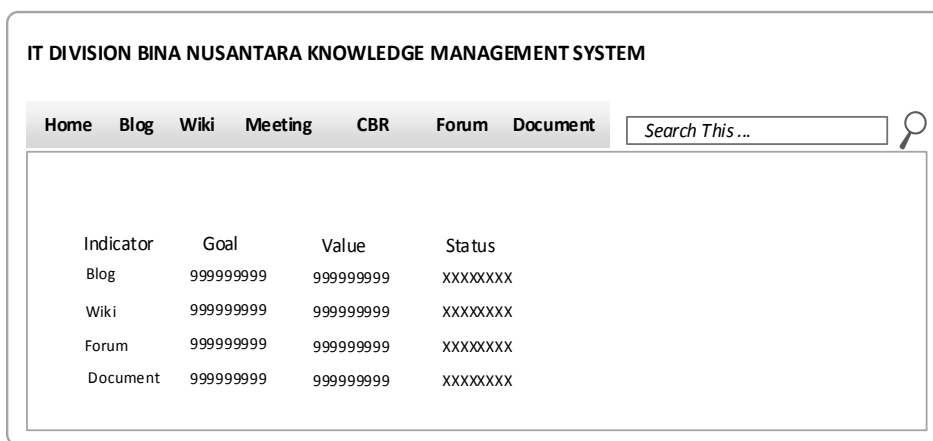 IT DIVISION BINA NUSANTARA KNOWLEDGE MANAGEMENT SYSTEM
Home Blog Wiki Meeting CBR Forum Document Search This ...
Indicator Goal Value Status
Blog 999999999 999999999 XXXXXXXX
Wiki 999999999 999999999 XXXXXXXX
Forum 999999999 999999999 XXXXXXXX
Document 999999999 999999999 XXXXXXXX